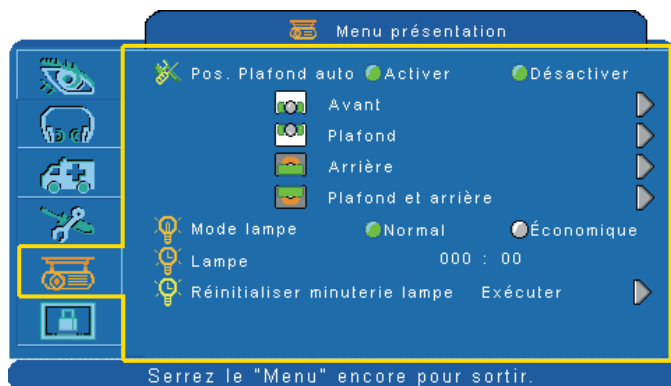 Menu présentation
Pos. Plafond auto Activer Désactiver
Avant
Plafond
Arrière
Plafond et arrière
Mode lampe Normal Économique
Lampe 000 : 00
Réinitialiser minuterie lampe Exécuter
Serrez le "Menu" encore pour sortir.